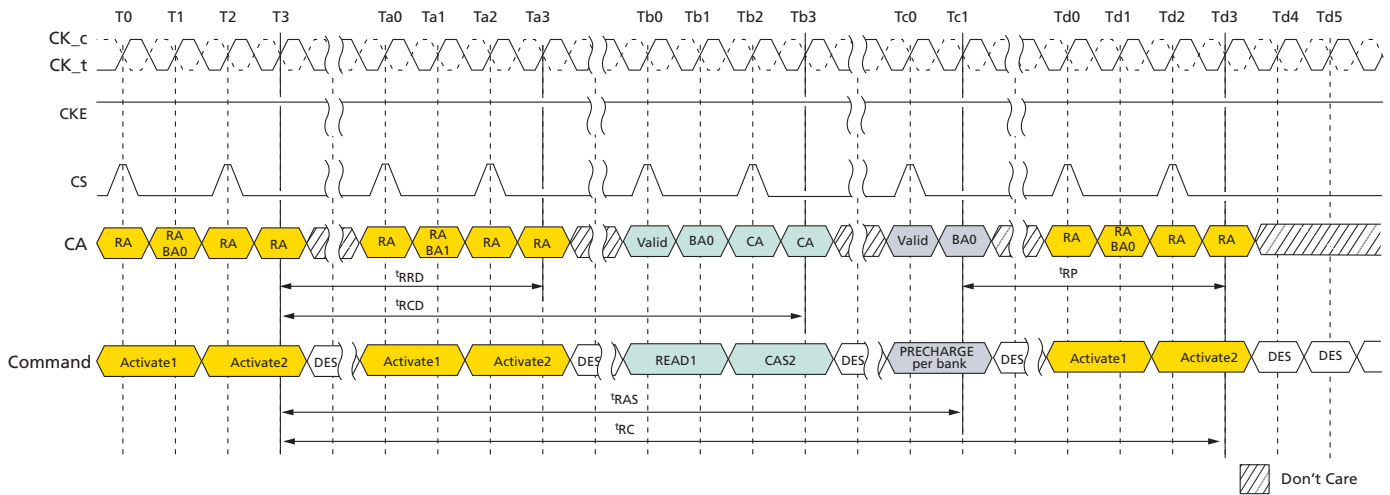 T0 T1 T2 T3 Ta0 Ta1 Ta2 Ta3 Tb0 Tb1 Tb2 Tb3 Tc0 Tc1 Td0 Td1 Td2 Td3 Td4 Td5
CK_c
CK_t
CKE
CS
CA RA RA BA0 RA RA RA RA BA1 RA RA Valid BA0 CA CA Valid BA0 RA RA BA0 RA RA
tRRD tRP
tRCD
Command Activate1 Activate2 DES Activate1 Activate2 DES READ1 CAS2 DES PRECHARGE per bank DES Activate1 Activate2 DES DES
tRAS
tRC
Don't Care